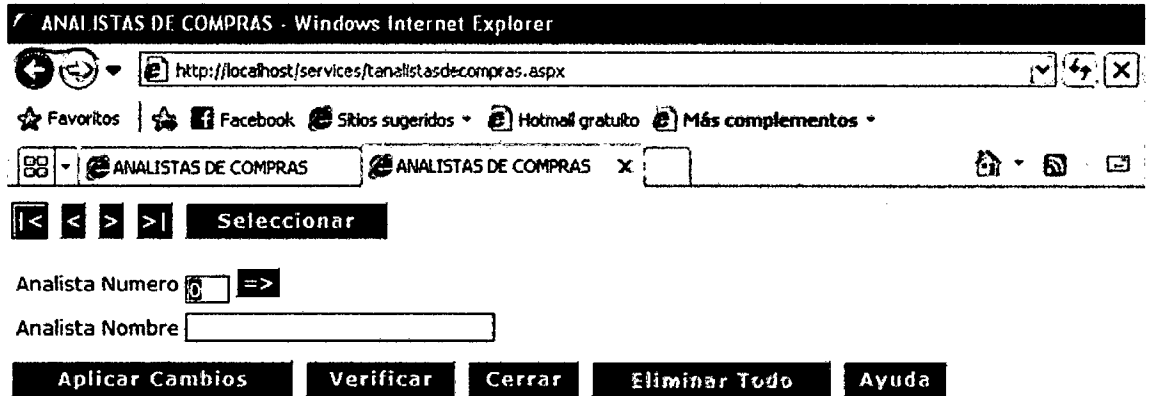 ANALISTAS DE COMPRAS - Windows Internet Explorer
http://localhost/services/tanalistasdecompras.aspx
Favoritos Facebook Sitios sugeridos Hotmail gratuito Más complementos
ANALISTAS DE COMPRAS ANALISTAS DE COMPRAS X
|< < > >| Seleccionar
Analista Numero 0 =>
Analista Nombre
Aplicar Cambios Verificar Cerrar Eliminar Todo Ayuda